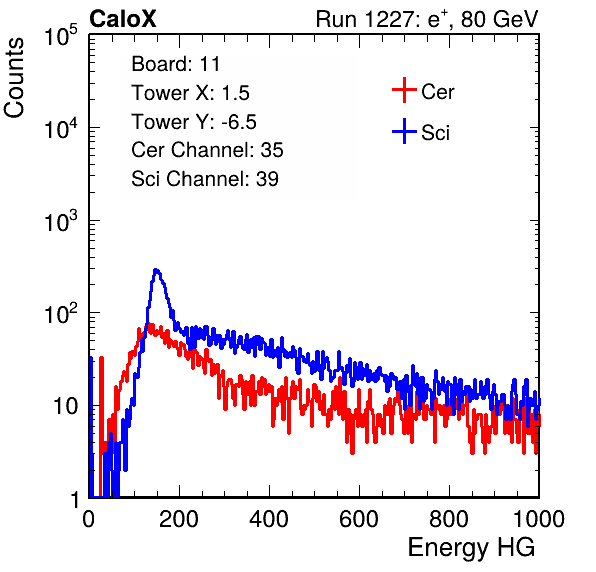 CaloX Run 1227: e⁺, 80 GeV
Board: 11
Tower X: 1.5
Tower Y: -6.5
Cer Channel: 35
Sci Channel: 39
Cer
Sci
Counts
10⁵
10⁴
10³
10²
10
1
0 200 400 600 800 1000
Energy HG